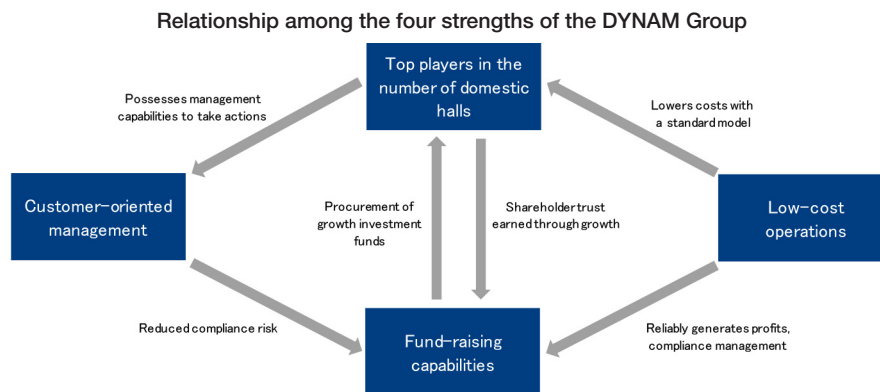 Relationship among the four strengths of the DYNAM Group
Top players in the
number of domestic
halls
Possesses management
capabilities to take actions
Lowers costs with
a standard model
Customer-oriented
management
Procurement of
growth investment
funds
Shareholder trust
earned through growth
Low-cost
operations
Reduced compliance risk
Fund-raising
capabilities
Reliably generates profits,
compliance management